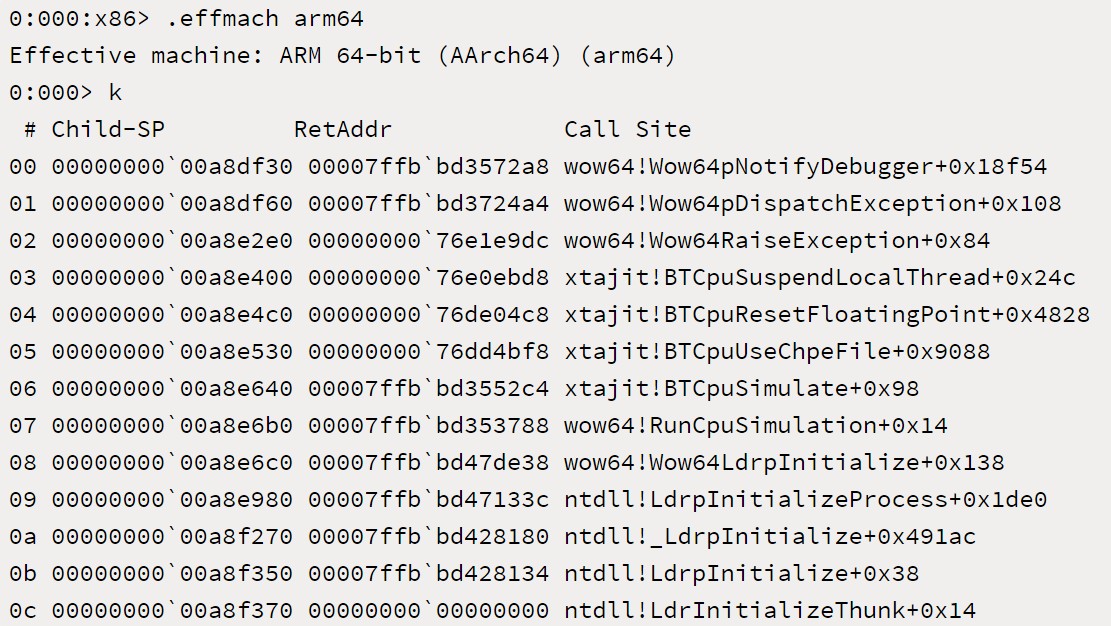 0:000:x86> .effmach arm64
Effective machine: ARM 64-bit (AArch64) (arm64)
0:000> k
 # Child-SP          RetAddr            Call Site
00 00000000`00a8df30 00007ffb`bd3572a8 wow64!Wow64pNotifyDebugger+0x18f54
01 00000000`00a8df60 00007ffb`bd3724a4 wow64!Wow64pDispatchException+0x108
02 00000000`00a8e2e0 00000000`76e1e9dc wow64!Wow64RaiseException+0x84
03 00000000`00a8e400 00000000`76e0ebd8 xtajit!BTCpuSuspendLocalThread+0x24c
04 00000000`00a8e4c0 00000000`76de04c8 xtajit!BTCpuResetFloatingPoint+0x4828
05 00000000`00a8e530 00000000`76dd4bf8 xtajit!BTCpuUseChpeFile+0x9088
06 00000000`00a8e640 00007ffb`bd3552c4 xtajit!BTCpuSimulate+0x98
07 00000000`00a8e6b0 00007ffb`bd353788 wow64!RunCpuSimulation+0x14
08 00000000`00a8e6c0 00007ffb`bd47de38 wow64!Wow64LdrpInitialize+0x138
09 00000000`00a8e980 00007ffb`bd47133c ntdll!LdrpInitializeProcess+0x1de0
0a 00000000`00a8f270 00007ffb`bd428180 ntdll!_LdrpInitialize+0x491ac
0b 00000000`00a8f350 00007ffb`bd428134 ntdll!LdrpInitialize+0x38
0c 00000000`00a8f370 00000000`00000000 ntdll!LdrInitializeThunk+0x14